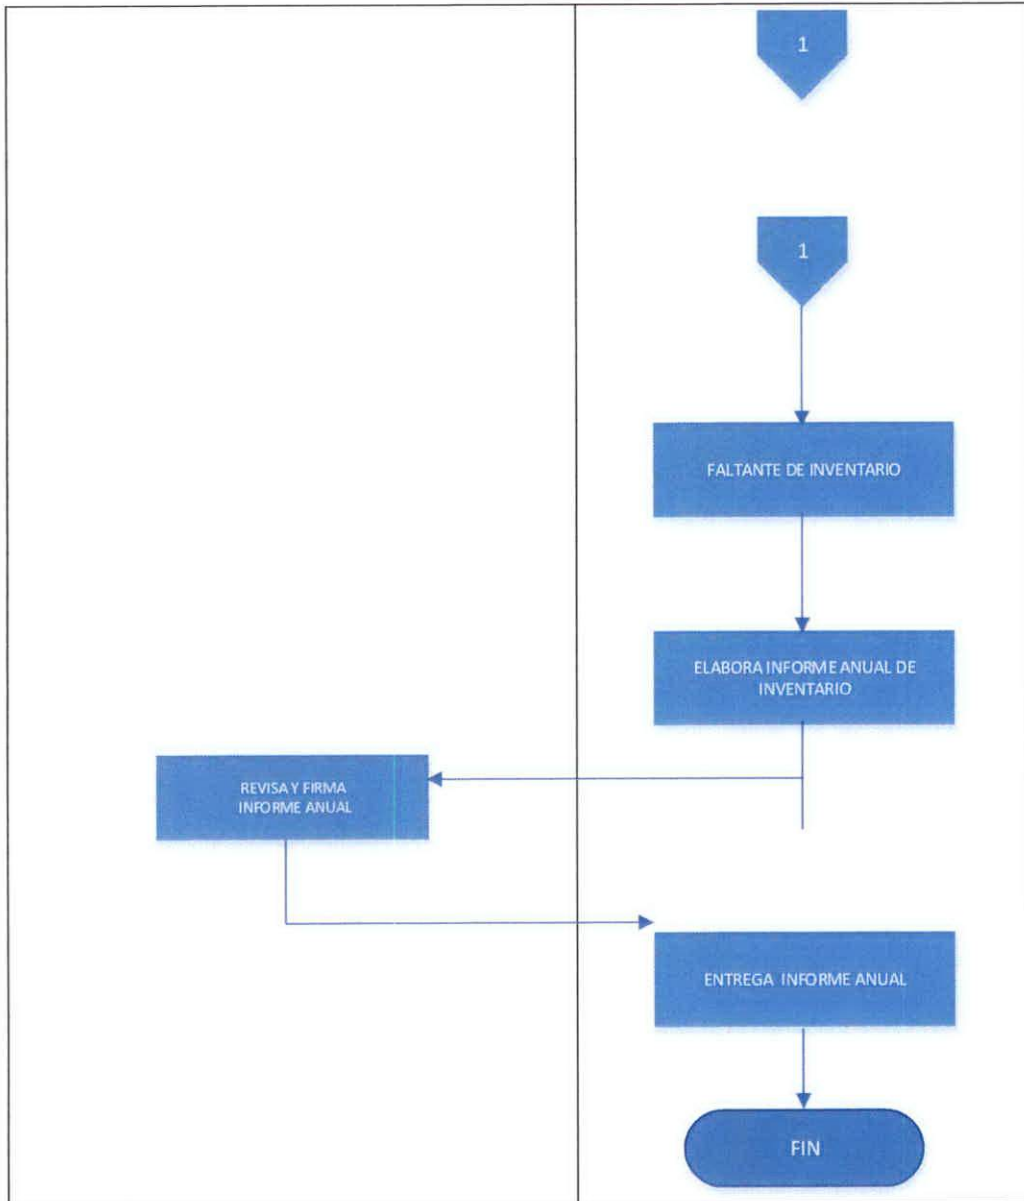 1
1
FALTANTE DE INVENTARIO
ELABORA INFORME ANUAL DE
INVENTARIO
REVISA Y FIRMA
INFORME ANUAL
ENTREGA INFORME ANUAL
FIN